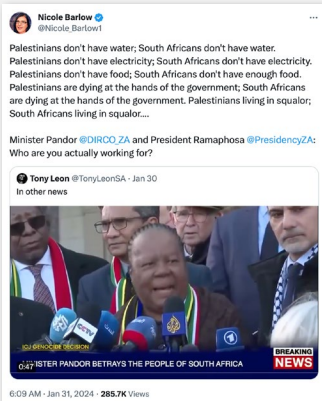 Nicole Barlow
@Nicole_Barlow1
Palestinians don't have water; South Africans don't have water.
Palestinians don't have electricity; South Africans don't have electricity.
Palestinians don't have food; South Africans don't have enough food.
Palestinians are dying at the hands of the government; South Africans
are dying at the hands of the government. Palestinians living in squalor;
South Africans living in squalor....
Minister Pandor @DIRCO_ZA and President Ramaphosa @PresidencyZA:
Who are you actually working for?
Tony Leon @TonyLeonSA · Jan 30
In other news
ICJ GENOCIDE DECISION
0:47
MINISTER PANDOR BETRAYS THE PEOPLE OF SOUTH AFRICA
BREAKING
NEWS
6:09 AM · Jan 31, 2024 · 285.7K Views